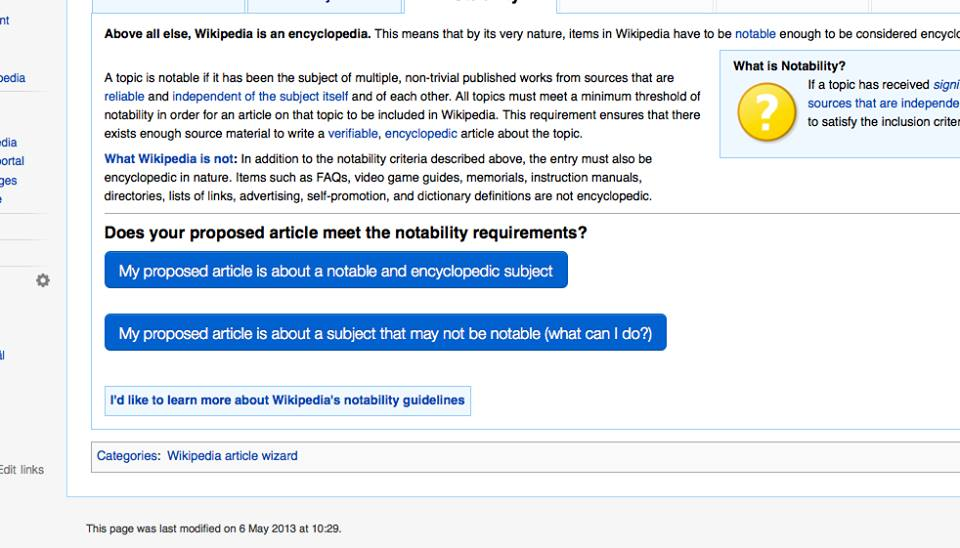 Above all else, Wikipedia is an encyclopedia. This means that by its very nature, items in Wikipedia have to be notable enough to be considered
A topic is notable if it has been the subject of multiple, non-trivial published works from sources that are
reliable and independent of the subject itself and of each other. All topics must meet a minimum threshold of
notability in order for an article on that topic to be included in Wikipedia. This requirement ensures that there
exists enough source material to write a verifiable, encyclopedic article about the topic.
What Wikipedia is not: In addition to the notability criteria described above, the entry must also be
encyclopedic in nature. Items such as FAQs, video game guides, memorials, instruction manuals,
directories, lists of links, advertising, self-promotion, and dictionary definitions are not encyclopedic.
What is Notability?
?
If a topic has received
sources that are
to satisfy the inclusion
Does your proposed article meet the notability requirements?
My proposed article is about a notable and encyclopedic subject
My proposed article is about a subject that may not be notable (what can I do?)
I'd like to learn more about Wikipedia's notability guidelines
Categories: Wikipedia article wizard
Edit links
This page was last modified on 6 May 2013 at 10:29.